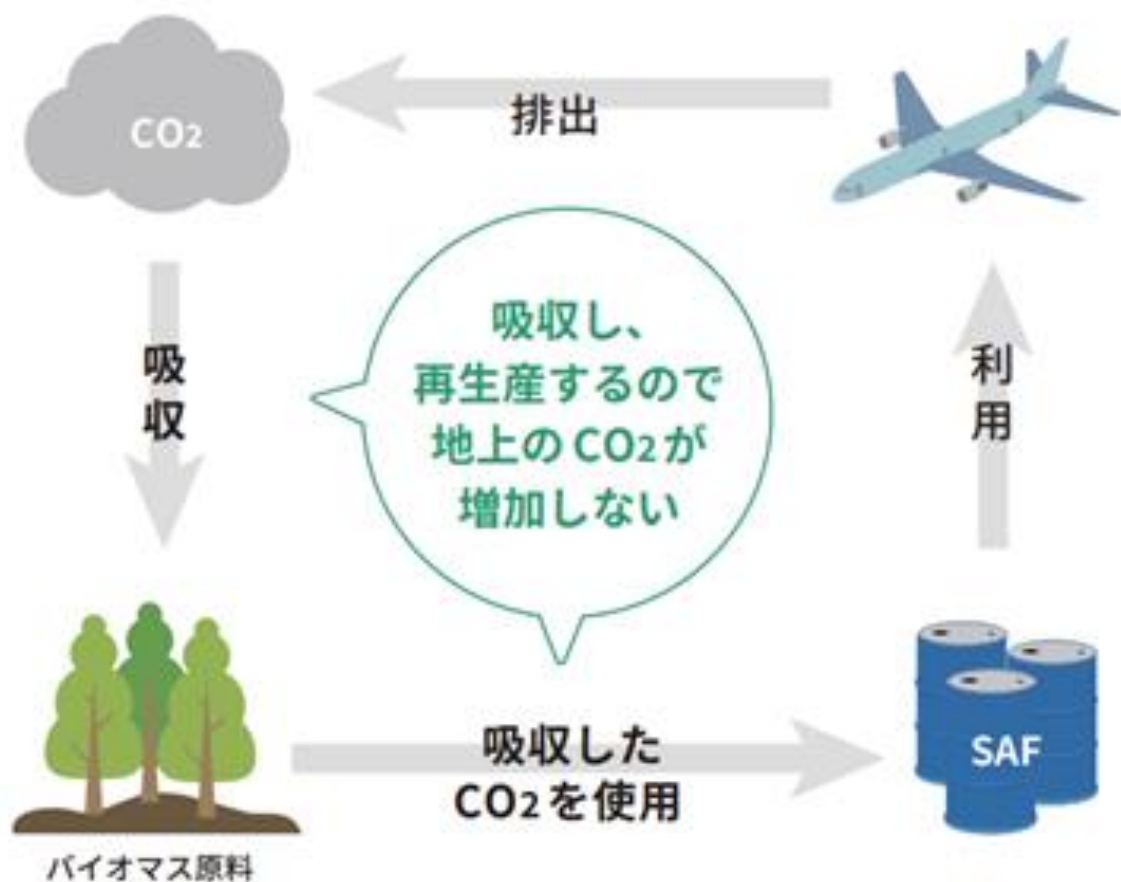 CO2
排出
吸収
吸収し、
再生産するので
地上のCO2が
増加しない
利用
吸収した
CO2を使用
SAF
バイオマス原料